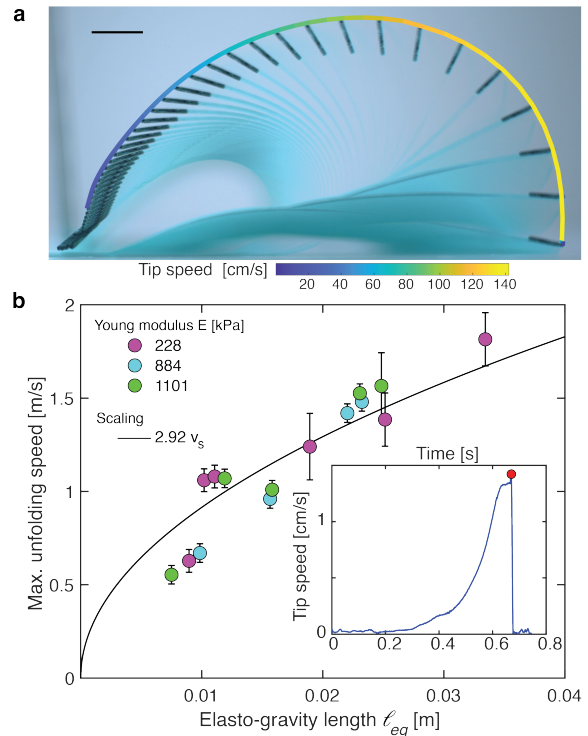 a
Tip speed [cm/s]
20 40 60 80 100 120 140
b
Max. unfolding speed [m/s]
2
1.5
1
0.5
0
Young modulus E [kPa]
228
884
1101
Scaling
2.92 vₛ
Time [s]
Tip speed [cm/s]
1
0
0 0.2 0.4 0.6 0.8
0.01 0.02 0.03 0.04
Elasto-gravity length ℓeg [m]